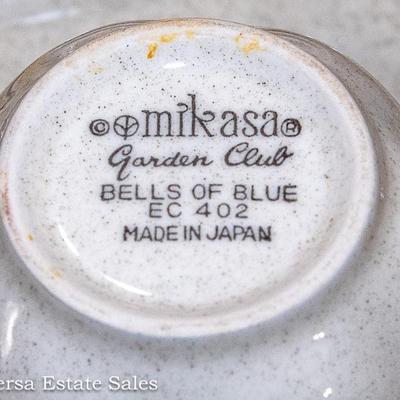 ©mikasa®
Garden Club
BELLS OF BLUE
EC 402
MADE IN JAPAN
ersa Estate Sales